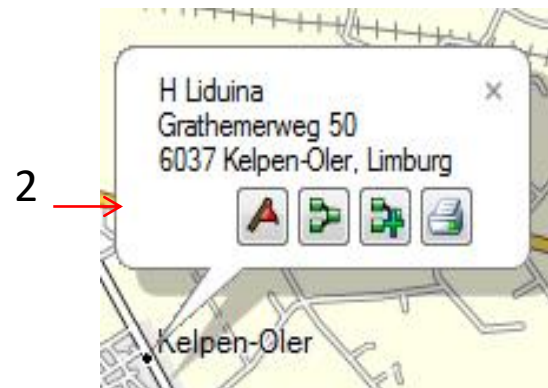 H Liduina
Grathemerweg 50
6037 Kelpen-Oler, Limburg
2
Kelpen-Oler